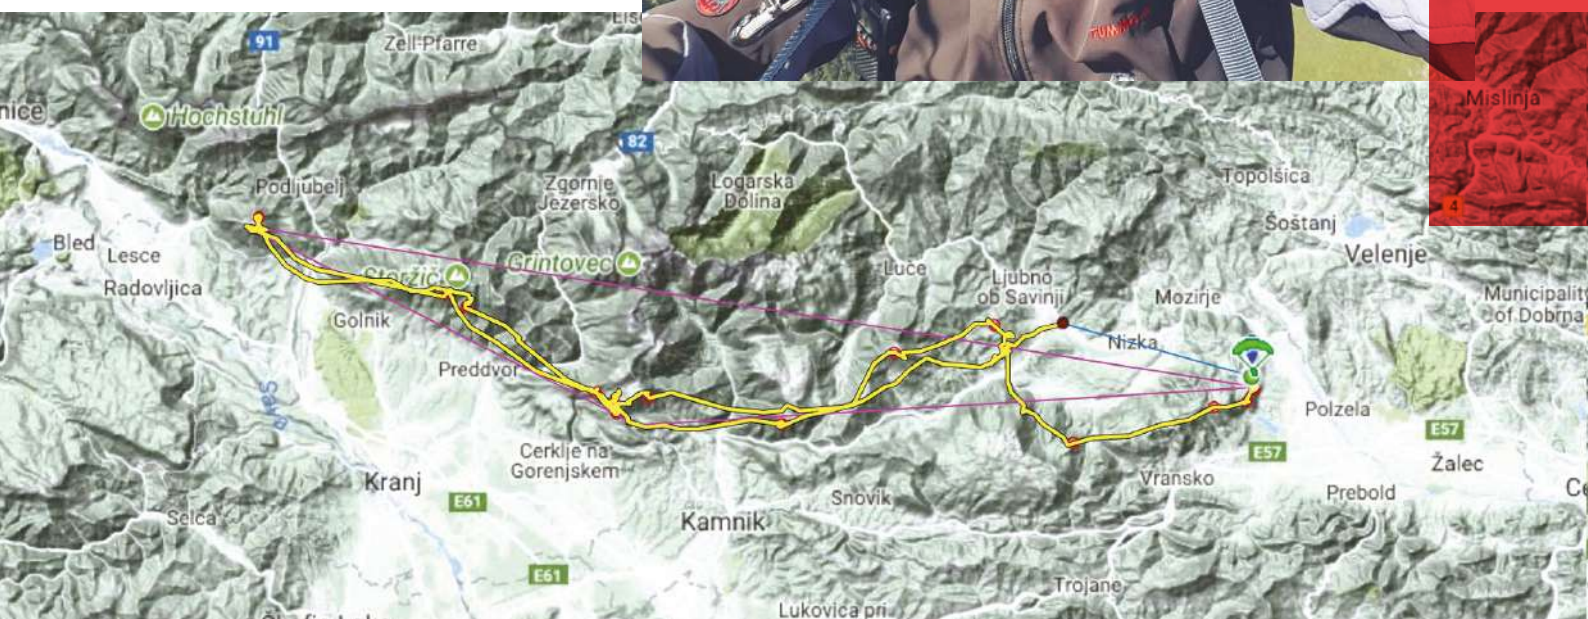 91
Zell-Pfarre
Hochstuhl
82
Mislinja
4
Podljubelj
Zgornje
Jezersko
Logarska
Dolina
Topolšica
Šoštanj
Velenje
Bled
Lesce
Radovljica
Storžič
Grintovec
Luče
Ljubno
ob Savinji
Mozirje
Municipality
of Dobrna
Golnik
Nizka
Preddvor
Sava
Polzela
E57
E57
Cerklje na
Gorenjskem
Kranj
Vransko
Žalec
E61
Snovik
Prebold
Selca
Kamnik
E61
Trojane
Lukovica pri